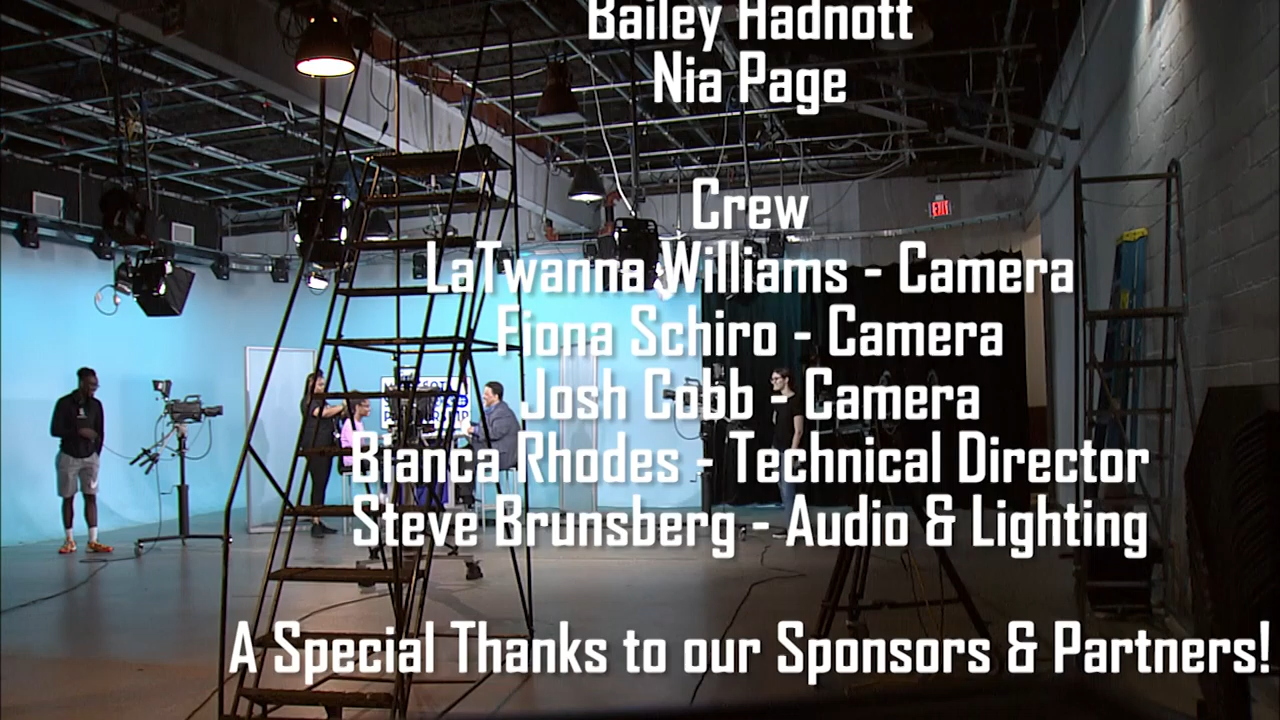 Bailey Hadnott
Nia Page
Crew
EXIT
LaTwanna Williams - Camera
Fiona Schiro - Camera
Josh Cobb - Camera
Bianca Rhodes - Technical Director
Steve Brunsberg - Audio & Lighting
A Special Thanks to our Sponsors & Partners!